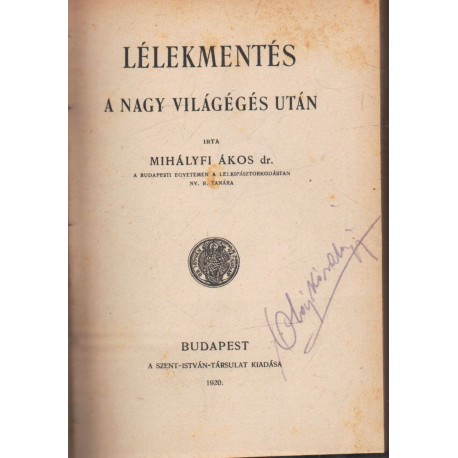 LÉLEKMENTÉS
A NAGY VILÁGÉGÉS UTÁN
IRTA
MIHÁLYFI ÁKOS dr.
A BUDAPESTI EGYETEMEN A LELKIPÁSZTORKODÁSTAN
NY. R. TANÁRA
BUDAPEST
A SZENT-ISTVÁN-TÁRSULAT KIADÁSA
1920.